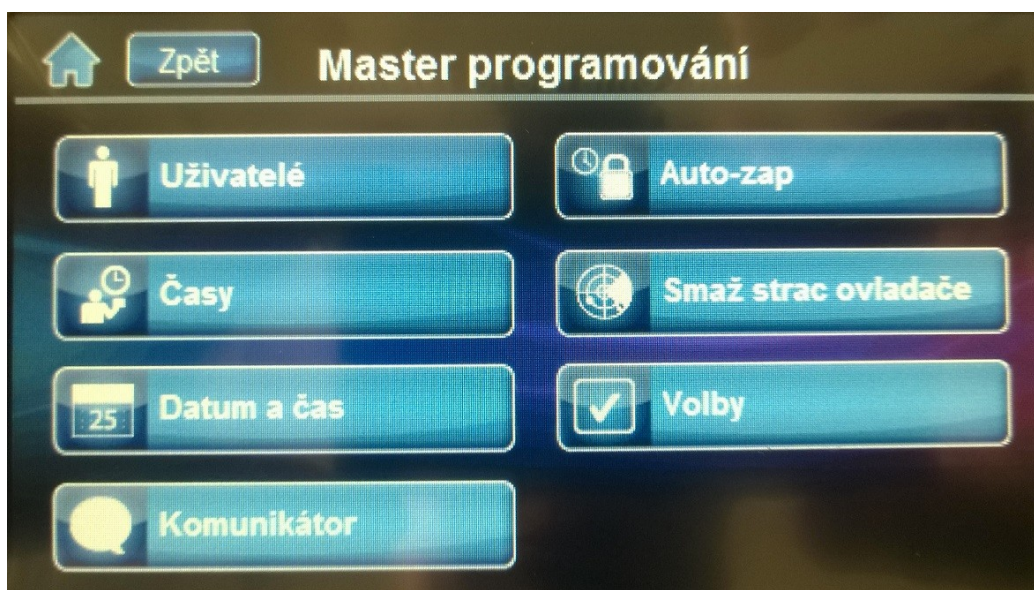 Zpět
Master programování
Uživatelé
Auto-zap
Časy
Smaž strac ovladače
25
Datum a čas
Volby
Komunikátor